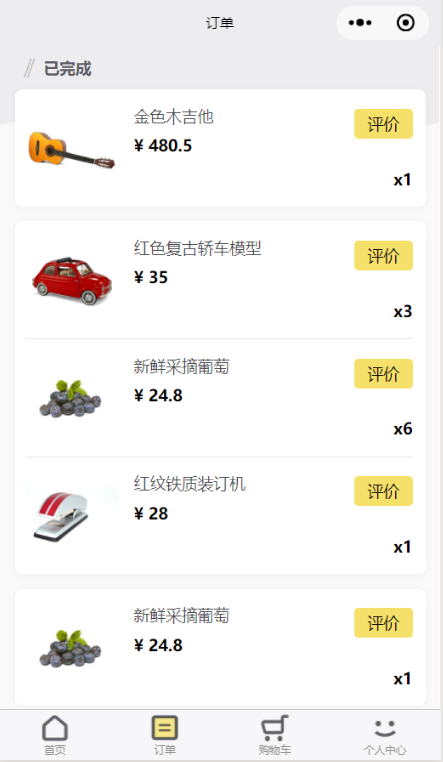 订单
已完成
金色木吉他
评价
¥ 480.5
x1
红色复古轿车模型
评价
¥ 35
x3
新鲜采摘葡萄
评价
¥ 24.8
x6
红纹铁质装订机
评价
¥ 28
x1
新鲜采摘葡萄
评价
¥ 24.8
x1
首页
订单
购物车
个人中心